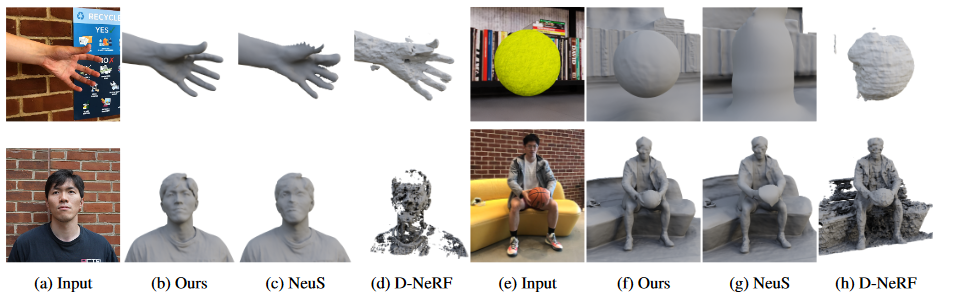 RECYCLE
YES
(a) Input
(b) Ours
(c) NeuS
(d) D-NeRF
(e) Input
(f) Ours
(g) NeuS
(h) D-NeRF